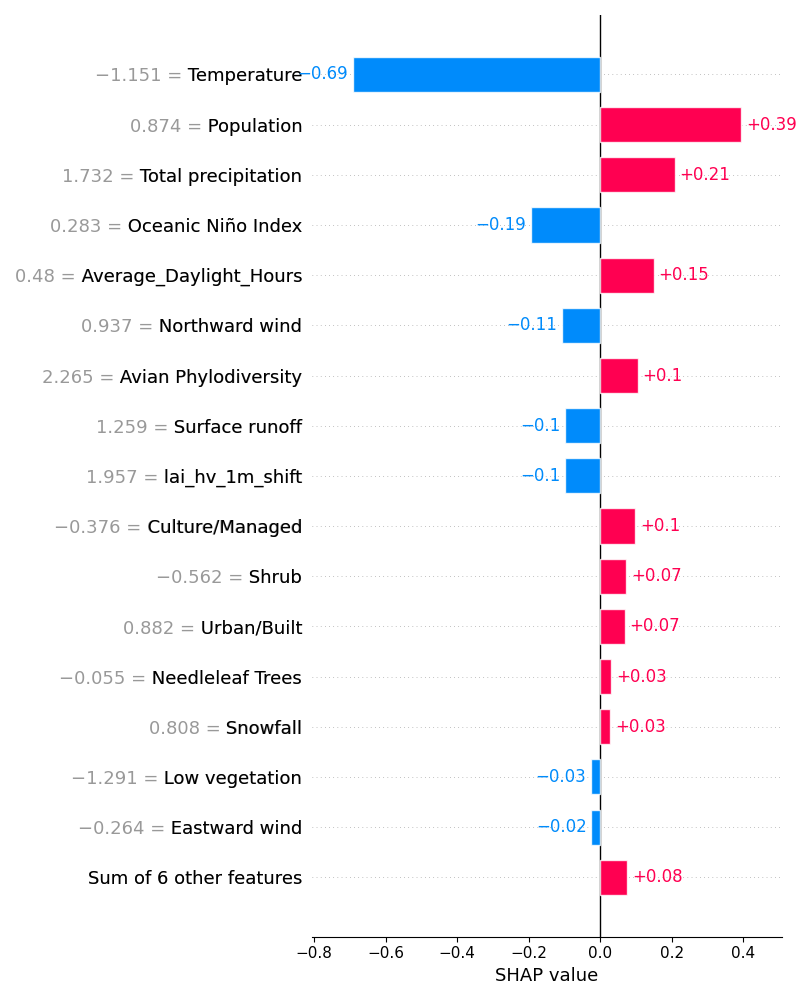 −1.151 = Temperature −0.69
0.874 = Population +0.39
1.732 = Total precipitation +0.21
0.283 = Oceanic Niño Index −0.19
0.48 = Average_Daylight_Hours +0.15
0.937 = Northward wind −0.11
2.265 = Avian Phylodiversity +0.1
1.259 = Surface runoff −0.1
1.957 = lai_hv_1m_shift −0.1
−0.376 = Culture/Managed +0.1
−0.562 = Shrub +0.07
0.882 = Urban/Built +0.07
−0.055 = Needleleaf Trees +0.03
0.808 = Snowfall +0.03
−1.291 = Low vegetation −0.03
−0.264 = Eastward wind −0.02
Sum of 6 other features +0.08
−0.8 −0.6 −0.4 −0.2 0.0 0.2 0.4
SHAP value